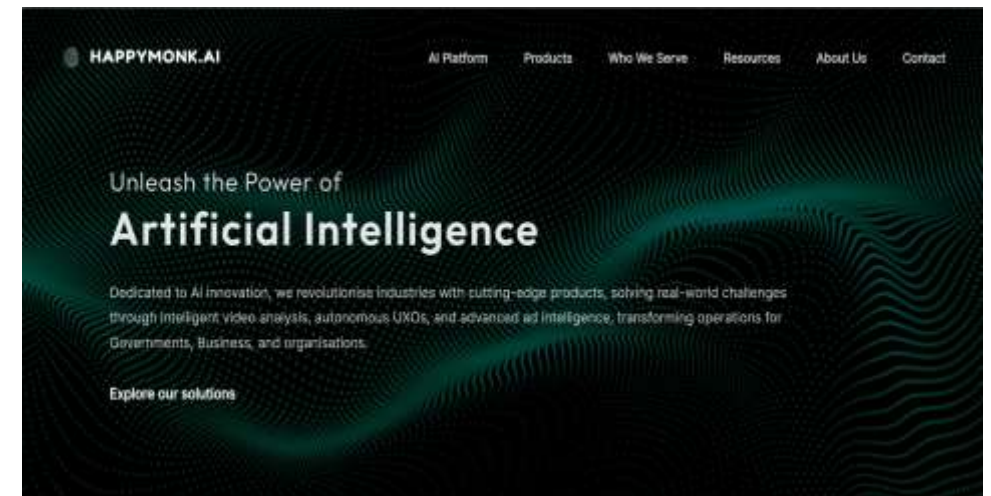 HAPPYMONK.AI
AI Platform Products Who We Serve Resources About Us Contact
Unleash the Power of
Artificial Intelligence
Dedicated to AI innovation, we revolutionise industries with cutting-edge products, solving real-world challenges
through intelligent video analysis, autonomous UXOs, and advanced ad intelligence, transforming operations for
Governments, Business, and organisations.
Explore our solutions